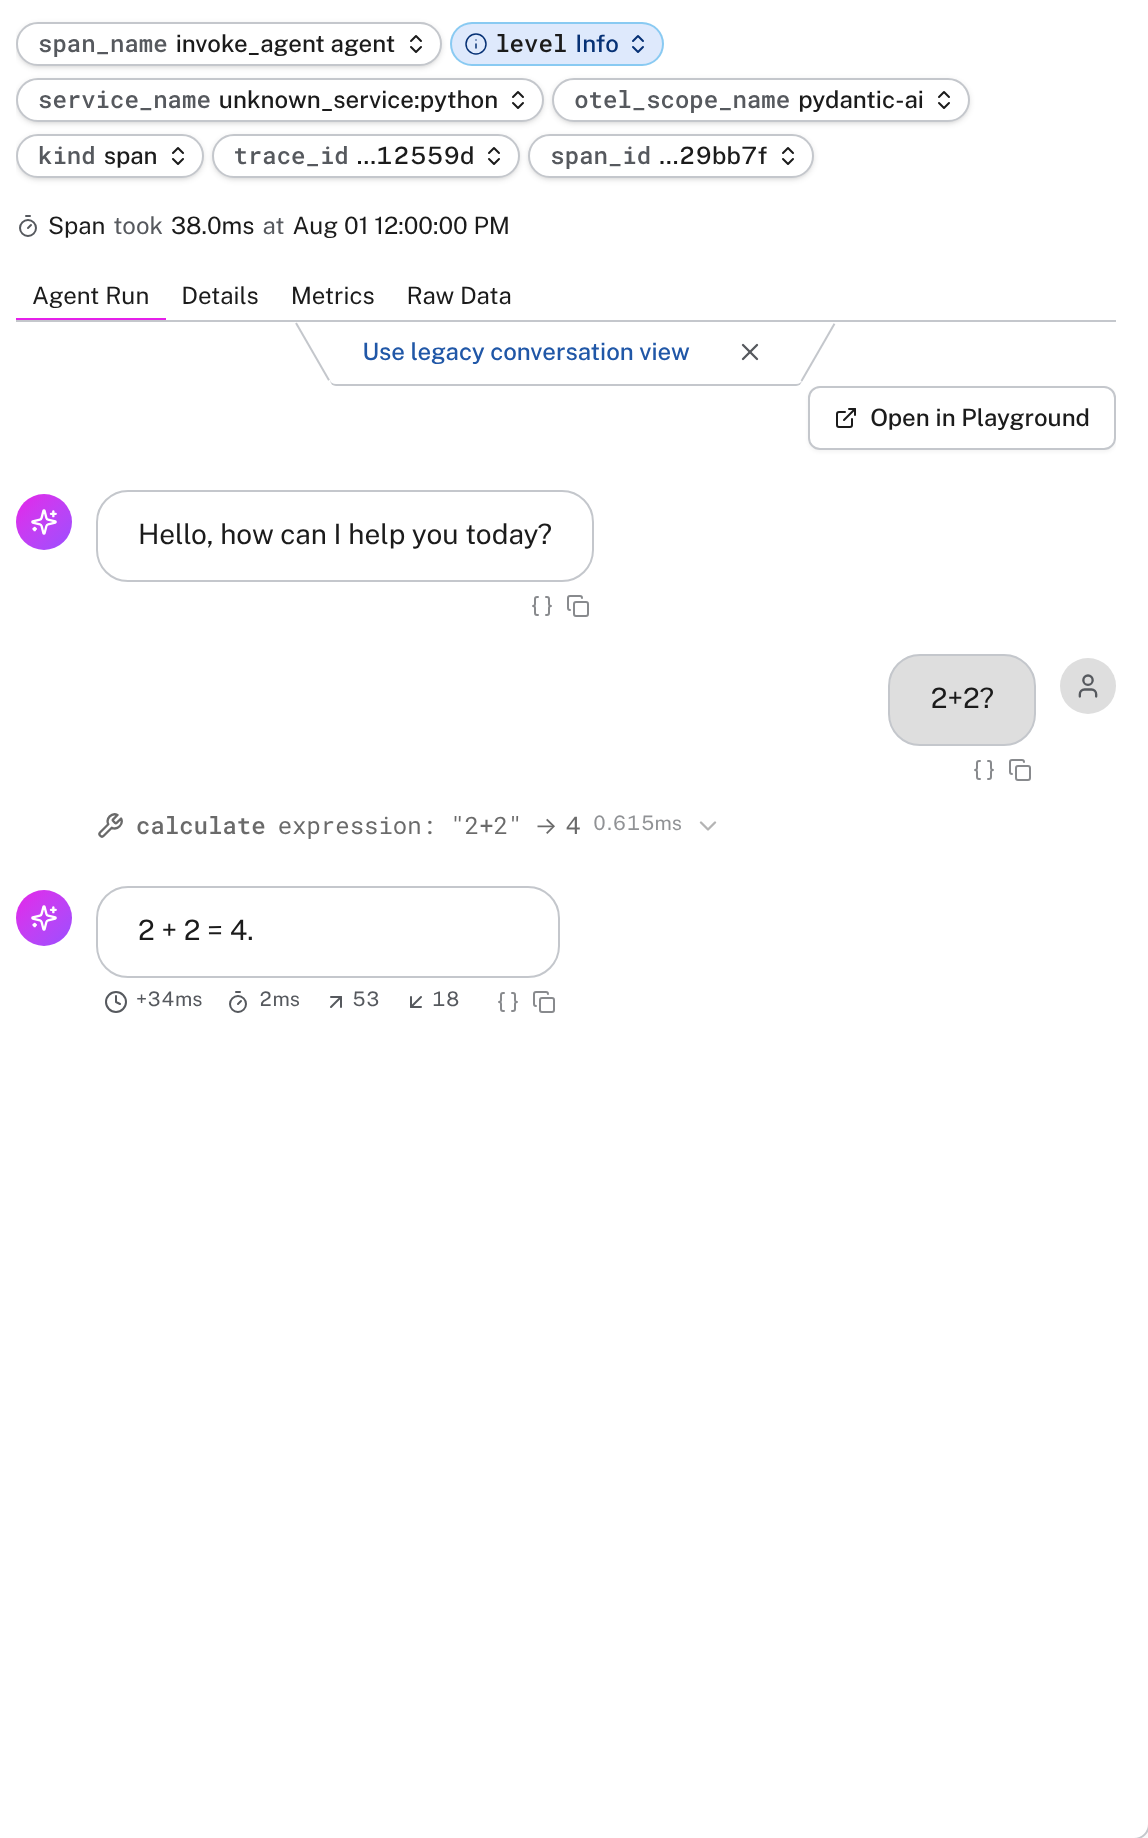 span_name invoke_agent agent level Info
service_name unknown_service:python otel_scope_name pydantic-ai
kind span trace_id ...12559d span_id ...29bb7f
Span took 38.0ms at Aug 01 12:00:00 PM
Agent Run Details Metrics Raw Data
Use legacy conversation view
Open in Playground
Hello, how can I help you today?
{}
2+2?
{}
calculate expression: "2+2" → 4 0.615ms
2 + 2 = 4.
+34ms 2ms ↗ 53 ↙ 18 {}